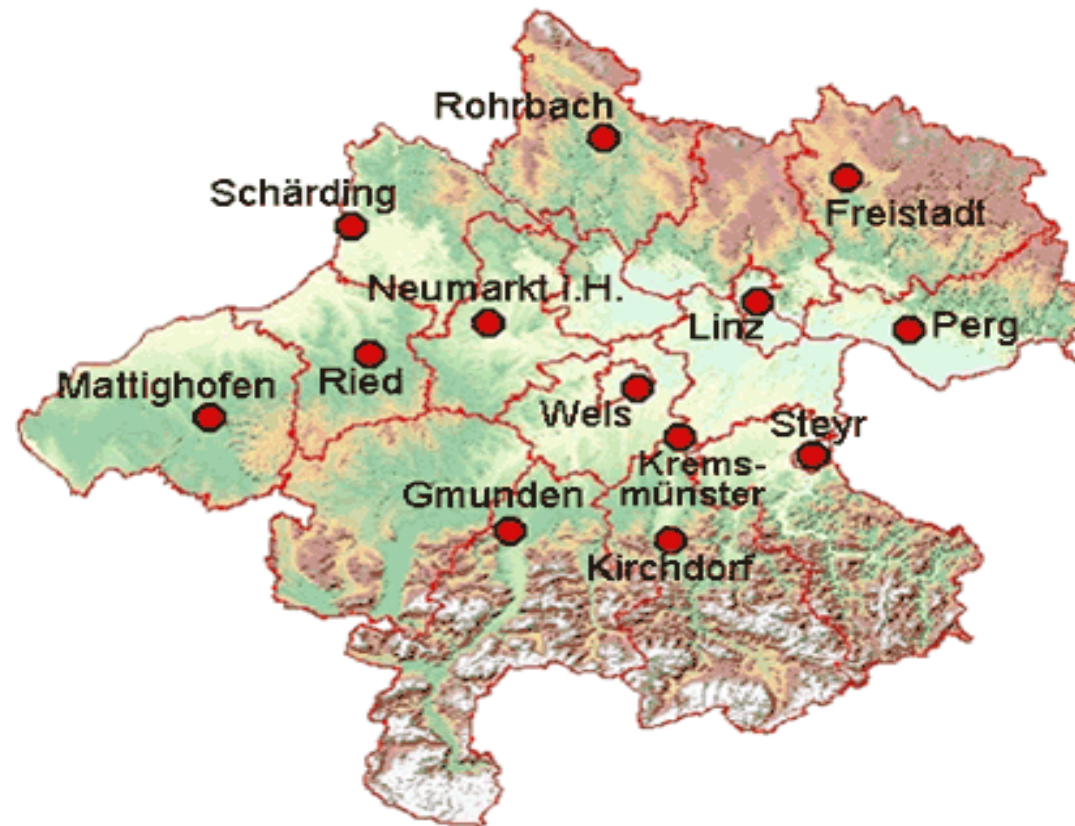 Rohrbach
Schärding
Freistadt
Neumarkt i.H.
Linz
Perg
Mattighofen
Ried
Wels
Steyr
Krems-
münster
Gmunden
Kirchdorf